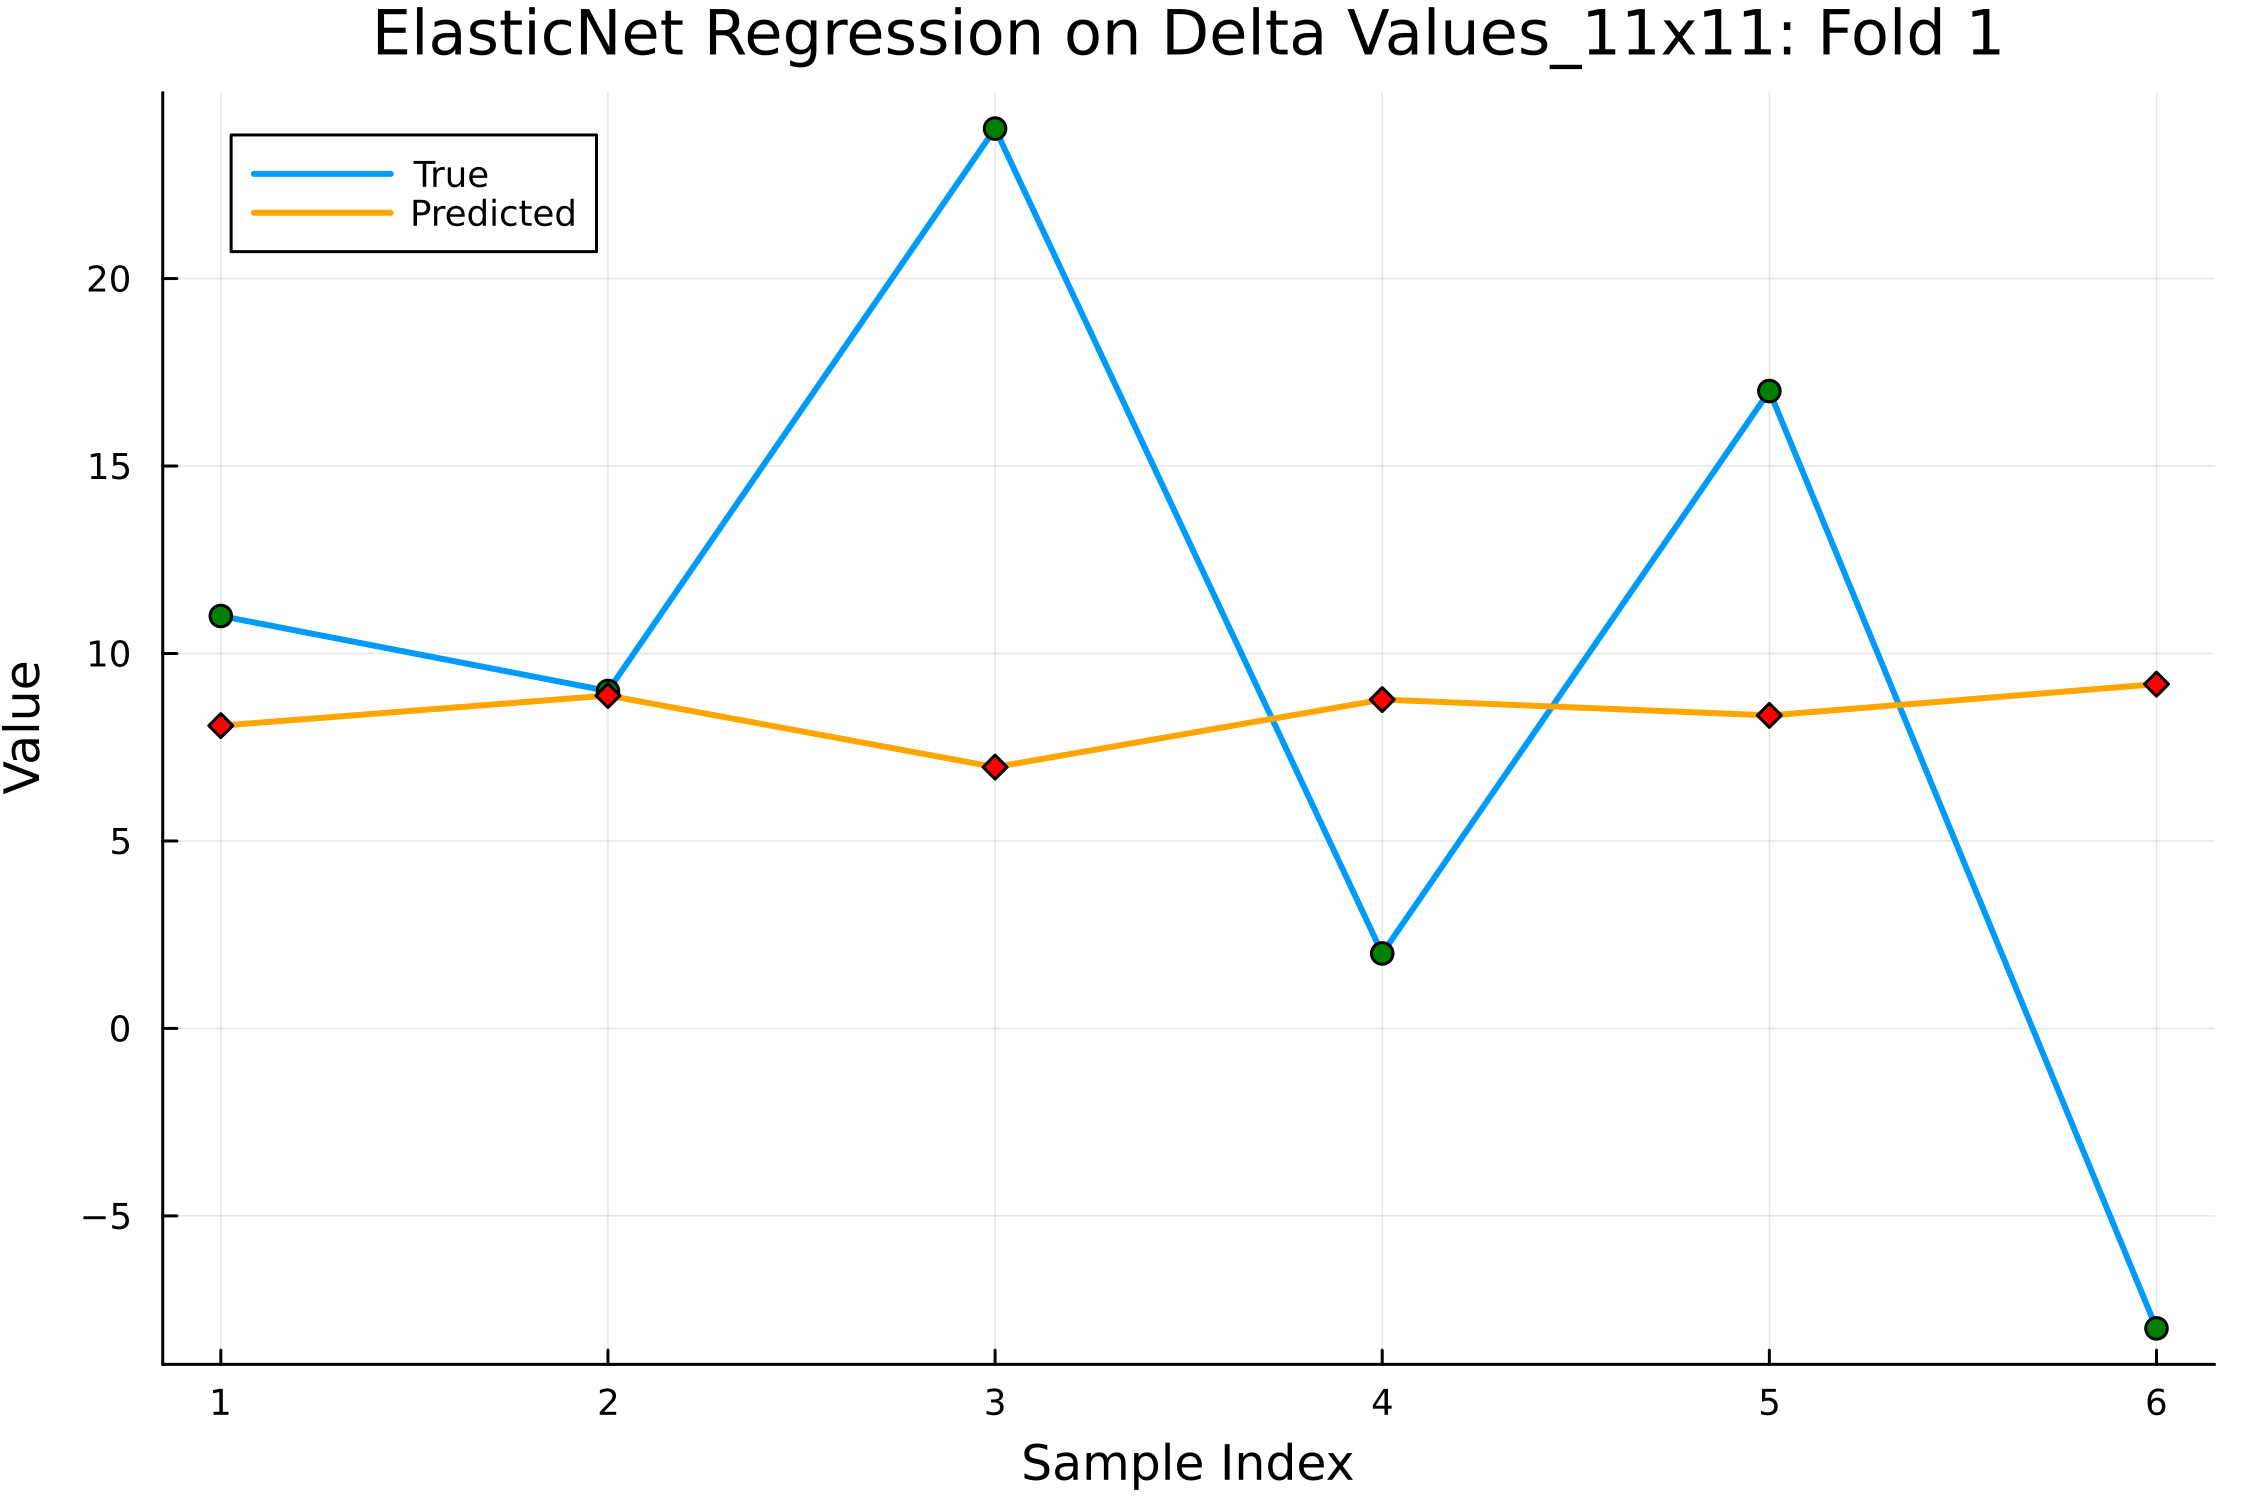 ElasticNet Regression on Delta Values_11x11: Fold 1
True
Predicted
20
15
10
5
0
−5
Value
1 2 3 4 5 6
Sample Index